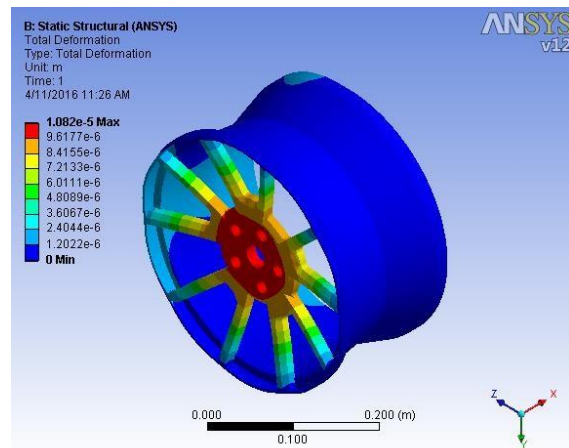 B: Static Structural (ANSYS)
Total Deformation
Type: Total Deformation
Unit: m
Time: 1
4/11/2016 11:26 AM
1.082e-5 Max
9.6177e-6
8.4155e-6
7.2133e-6
6.0111e-6
4.8089e-6
3.6067e-6
2.4044e-6
1.2022e-6
0 Min
ANSYS
v12
0.000
0.200 (m)
0.100
Z
X
Y